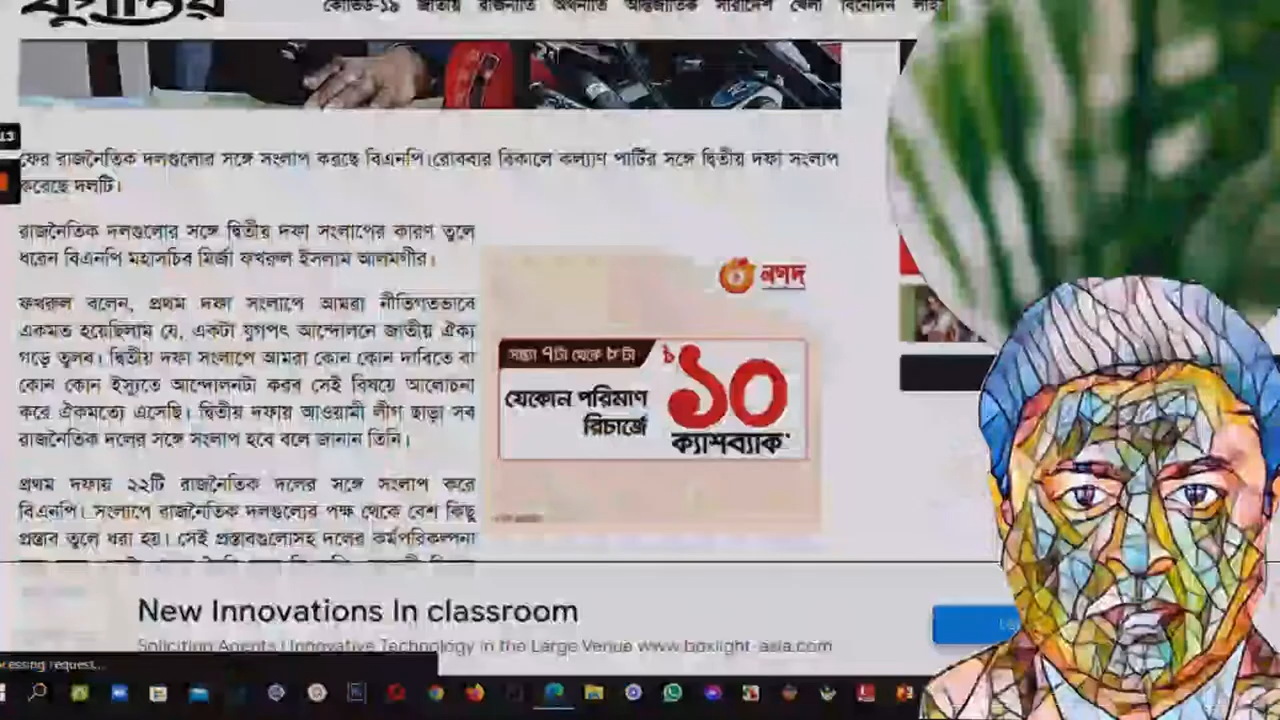 যুগান্তর
কোভিড-১৯ জাতীয় রাজনীতি অর্থনীতি আন্তর্জাতিক সারাদেশ খেলা বিনোদন
ফের রাজনৈতিক দলগুলোর সঙ্গে সংলাপ করছে বিএনপি।রোববার বিকালে কল্যাণ পার্টির সঙ্গে দ্বিতীয় দফা সংলাপ
করেছে দলটি।
রাজনৈতিক দলগুলোর সঙ্গে দ্বিতীয় দফা সংলাপের কারণ তুলে
ধরেন বিএনপি মহাসচিব মির্জা ফখরুল ইসলাম আলমগীর।
ফখরুল বলেন, প্রথম দফা সংলাপে আমরা নীতিগতভাবে
একমত হয়েছিলাম যে, একটা যুগপৎ আন্দোলনে জাতীয় ঐক্য
গড়ে তুলব। দ্বিতীয় দফা সংলাপে আমরা কোন কোন দাবিতে বা
কোন কোন ইস্যুতে আন্দোলনটা করব সেই বিষয়ে আলোচনা
করে ঐকমত্যে এসেছি। দ্বিতীয় দফায় আওয়ামী লীগ ছাড়া সব
রাজনৈতিক দলের সঙ্গে সংলাপ হবে বলে জানান তিনি।
প্রথম দফায় ২২টি রাজনৈতিক দলের সঙ্গে সংলাপ করে
বিএনপি। সংলাপে রাজনৈতিক দলগুলোর পক্ষ থেকে বেশ কিছু
প্রস্তাব তুলে ধরা হয়। সেই প্রস্তাবগুলোসহ দলের কর্মপরিকল্পনা
নগদ
সন্ধ্যা ৭টা থেকে ৮টা
যেকোন পরিমাণ
রিচার্জে
৳১০
ক্যাশব্যাক*
New Innovations In classroom
Soliciting Agents | Innovative Technology in the Large Venue www.boxlight-asia.com
cessing request...